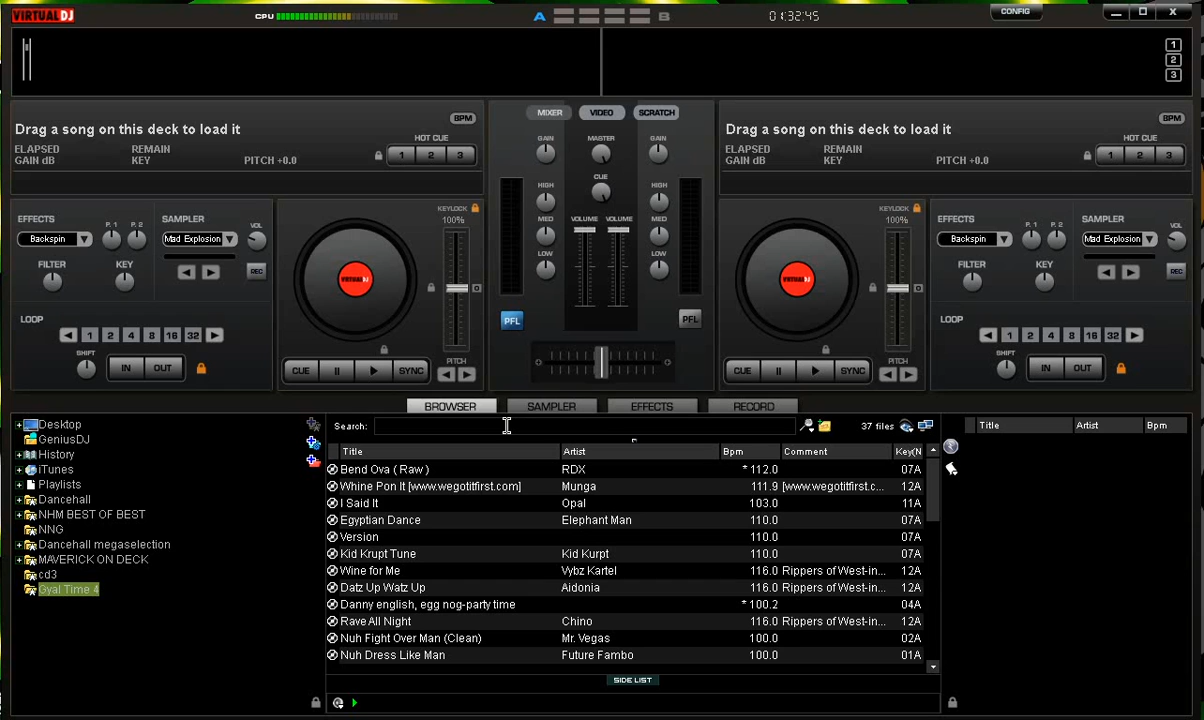 VIRTUAL DJ
CPU
A
B
01:32:45
CONFIG
1
2
3
BPM
Drag a song on this deck to load it
HOT CUE
ELAPSED REMAIN
GAIN dB KEY PITCH +0.0
1 2 3
MIXER VIDEO SCRATCH
GAIN MASTER GAIN
HIGH CUE HIGH
MED VOLUME VOLUME MED
LOW LOW
PFL PFL
BPM
Drag a song on this deck to load it
HOT CUE
ELAPSED REMAIN
GAIN dB KEY PITCH +0.0
1 2 3
EFFECTS P. 1 P. 2 SAMPLER VOL
Backspin Mad Explosion
FILTER KEY REC
LOOP
1 2 4 8 16 32
SHIFT
IN OUT
KEYLOCK
100%
CUE SYNC PITCH
KEYLOCK
100%
CUE SYNC PITCH
EFFECTS P. 1 P. 2 SAMPLER VOL
Backspin Mad Explosion
FILTER KEY REC
LOOP
1 2 4 8 16 32
SHIFT
IN OUT
BROWSER SAMPLER EFFECTS RECORD
Desktop
GeniusDJ
History
iTunes
Playlists
Dancehall
NHM BEST OF BEST
NNG
Dancehall megaselection
MAVERICK ON DECK
cd3
Gyal Time 4
Search: 37 files
Title Artist Bpm Comment Key(N
Bend Ova ( Raw ) RDX * 112.0 07A
Whine Pon It [www.wegotitfirst.com] Munga 111.9 [www.wegotitfirst.c... 12A
I Said It Opal 103.0 11A
Egyptian Dance Elephant Man 110.0 07A
Version 110.0 07A
Kid Krupt Tune Kid Kurpt 110.0 07A
Wine for Me Vybz Kartel 116.0 Rippers of West-in... 12A
Datz Up Watz Up Aidonia 116.0 Rippers of West-in... 12A
Danny english, egg nog-party time * 100.2 04A
Rave All Night Chino 116.0 Rippers of West-in... 12A
Nuh Fight Over Man (Clean) Mr. Vegas 100.0 02A
Nuh Dress Like Man Future Fambo 100.0 01A
SIDE LIST
Title Artist Bpm